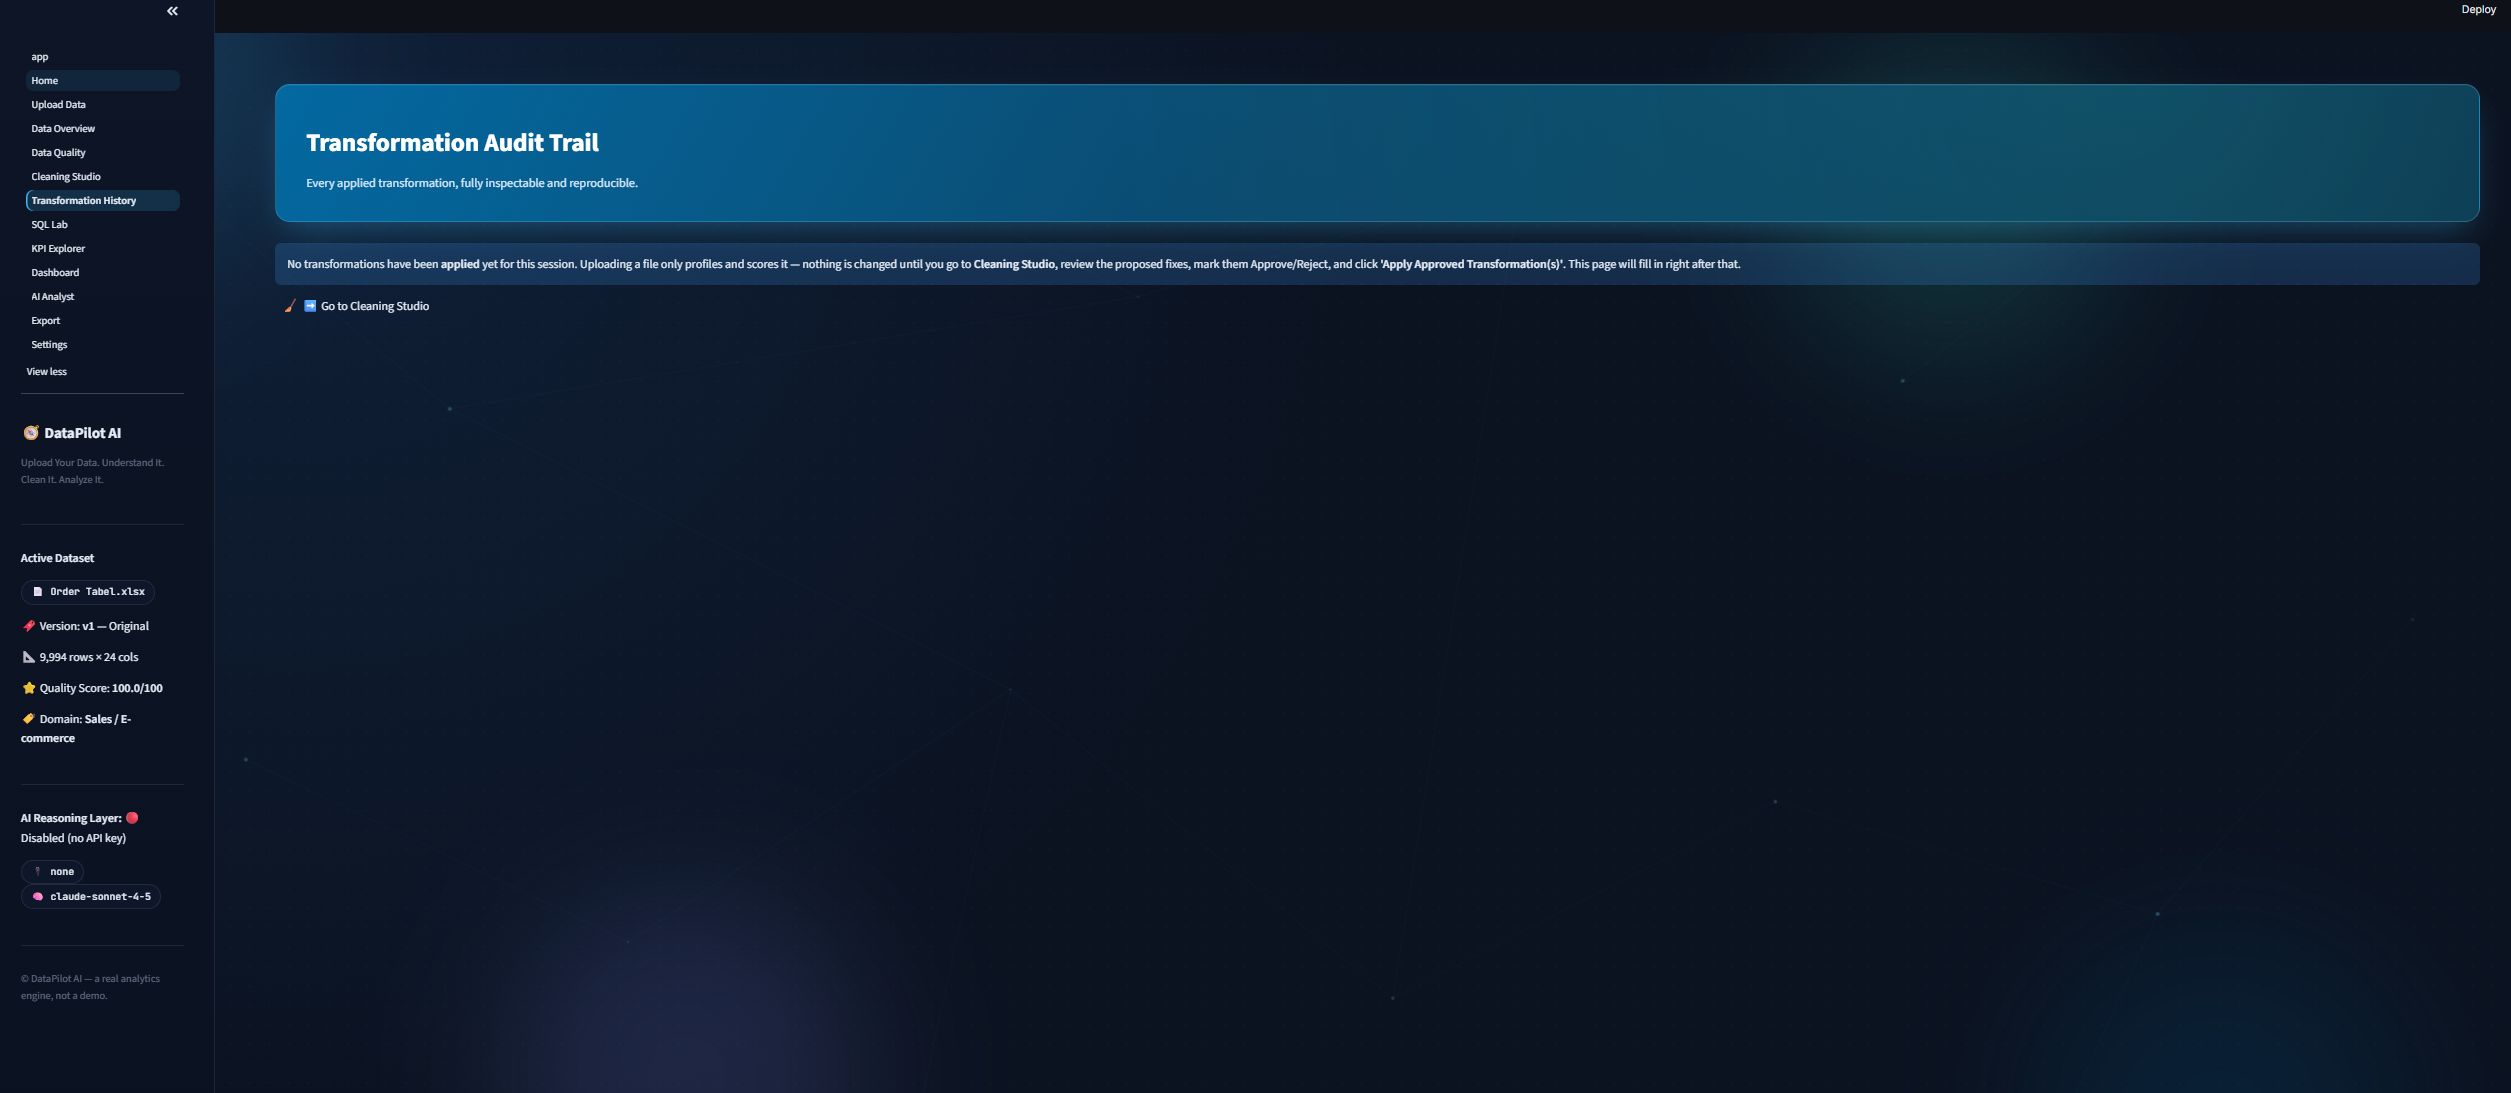 Deploy
app
Home
Upload Data
Data Overview
Data Quality
Cleaning Studio
Transformation History
SQL Lab
KPI Explorer
Dashboard
AI Analyst
Export
Settings
View less
DataPilot AI
Upload Your Data. Understand It.
Clean It. Analyze It.
Active Dataset
Order Tabel.xlsx
Version: v1 — Original
9,994 rows × 24 cols
Quality Score: 100.0/100
Domain: Sales / E-
commerce
AI Reasoning Layer:
Disabled (no API key)
none
claude-sonnet-4-5
© DataPilot AI — a real analytics
engine, not a demo.
Transformation Audit Trail
Every applied transformation, fully inspectable and reproducible.
No transformations have been applied yet for this session. Uploading a file only profiles and scores it — nothing is changed until you go to Cleaning Studio, review the proposed fixes, mark them Approve/Reject, and click 'Apply Approved Transformation(s)'. This page will fill in right after that.
Go to Cleaning Studio